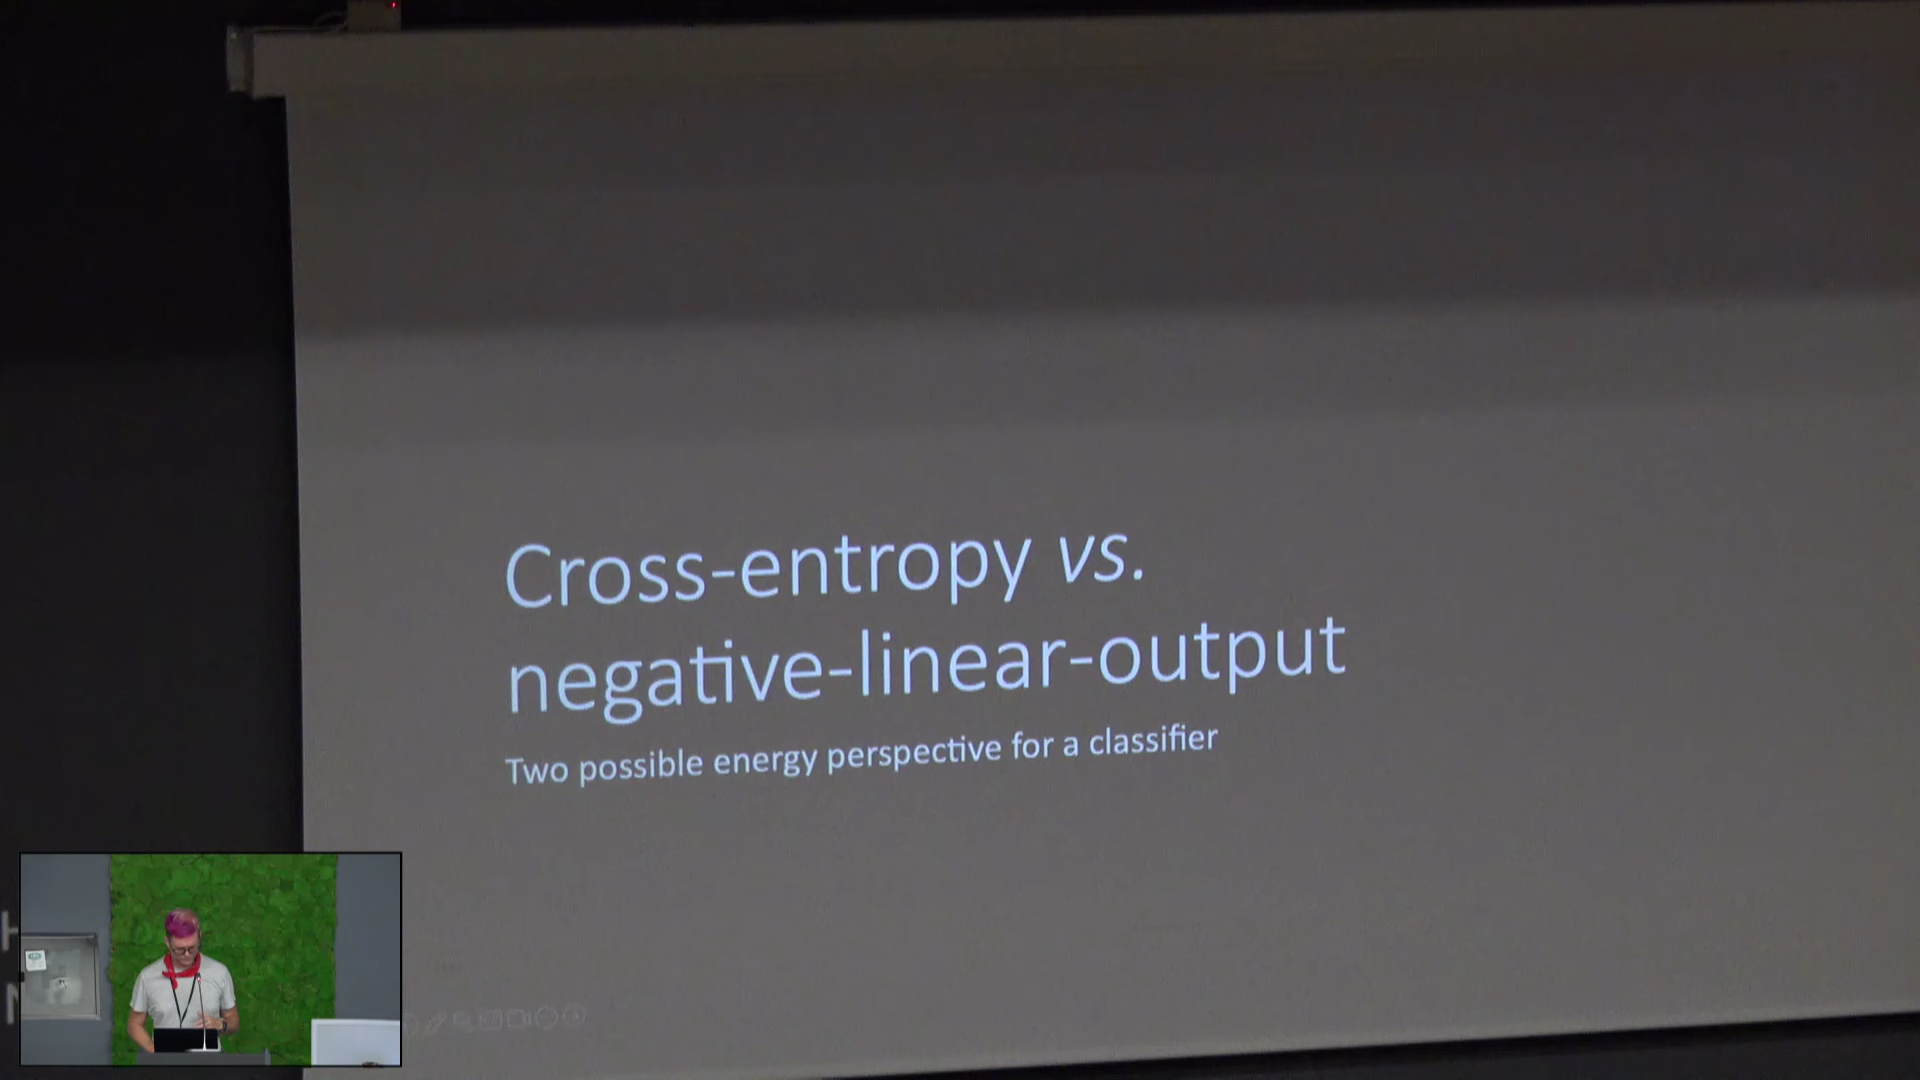 Cross-entropy vs.
negative-linear-output
Two possible energy perspective for a classifier